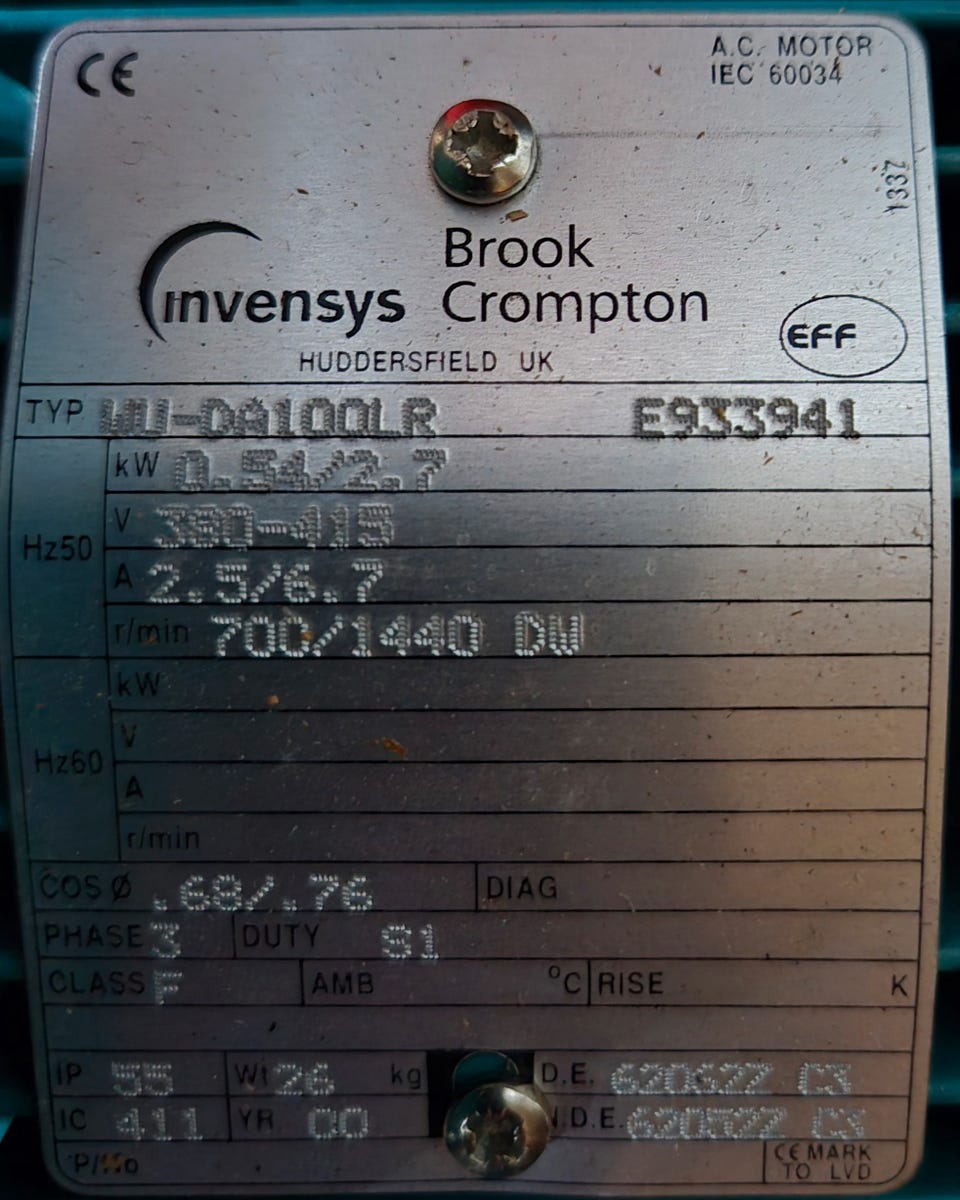 CE
A.C. MOTOR
IEC 60034
1337
invensys Brook Crompton
HUDDERSFIELD UK
EFF
TYP WU-DA100LR E933941
Hz50
kW 0.54/2.7
V 380-415
A 2.5/6.7
r/min 700/1440 DW
Hz60
kW
V
A
r/min
COS Ø .68/.76 DIAG
PHASE 3 DUTY S1
CLASS F AMB °C RISE K
IP 55 Wt 26 kg D.E. 6206ZZ C3
IC 411 YR 00 N.D.E. 6205ZZ C3
P/No
CE MARK
TO LVD